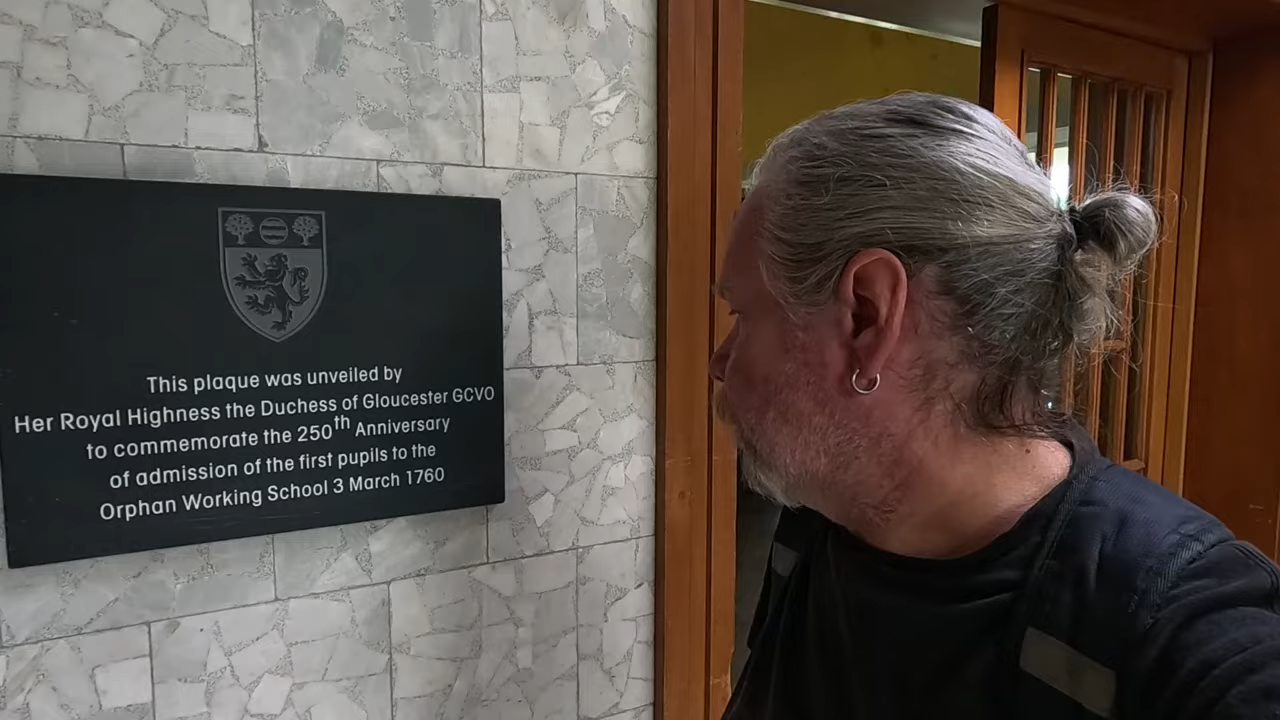 This plaque was unveiled by
Her Royal Highness the Duchess of Gloucester GCVO
to commemorate the 250th Anniversary
of admission of the first pupils to the
Orphan Working School 3 March 1760